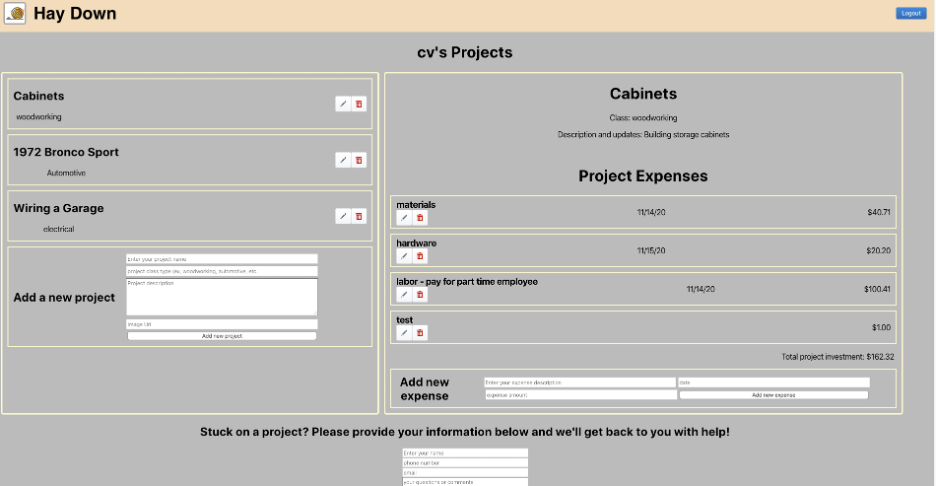 Hay Down
Logout
cv's Projects
Cabinets
woodworking
1972 Bronco Sport
Automotive
Wiring a Garage
electrical
Add a new project
Enter your project name
project class type (ex. woodworking, automotive, etc.
Project description
Image Url
Add new project
Cabinets
Class: woodworking
Description and updates: Building storage cabinets
Project Expenses
materials
11/14/20
$40.71
hardware
11/15/20
$20.20
labor - pay for part time employee
11/14/20
$100.41
test
$1.00
Total project investment: $162.32
Add new
expense
Enter your expense description
date
expense amount
Add new expense
Stuck on a project? Please provide your information below and we'll get back to you with help!
Enter your name
phone number
email
your questions or comments